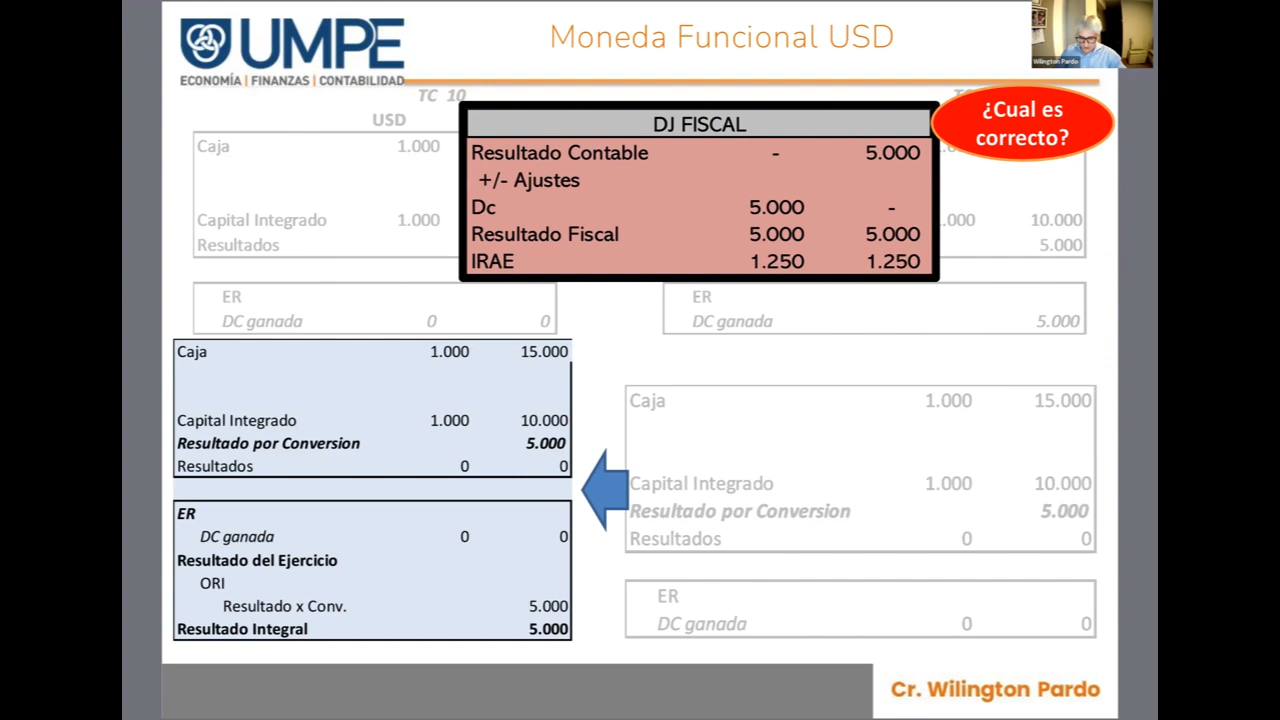 UMPE
ECONOMÍA | FINANZAS | CONTABILIDAD
Moneda Funcional USD
Wilington Pardo
TC 10
USD
Caja 1.000
Capital Integrado 1.000
Resultados
DJ FISCAL
Resultado Contable - 5.000
+/- Ajustes
Dc 5.000 -
Resultado Fiscal 5.000 5.000
IRAE 1.250 1.250
¿Cual es
correcto?
.000 10.000
5.000
ER
DC ganada 0 0
ER
DC ganada 5.000
Caja 1.000 15.000
Capital Integrado 1.000 10.000
Resultado por Conversion 5.000
Resultados 0 0
ER
DC ganada 0 0
Resultado del Ejercicio
ORI
Resultado x Conv. 5.000
Resultado Integral 5.000
Caja 1.000 15.000
Capital Integrado 1.000 10.000
Resultado por Conversion 5.000
Resultados 0 0
ER
DC ganada 0 0
Cr. Wilington Pardo